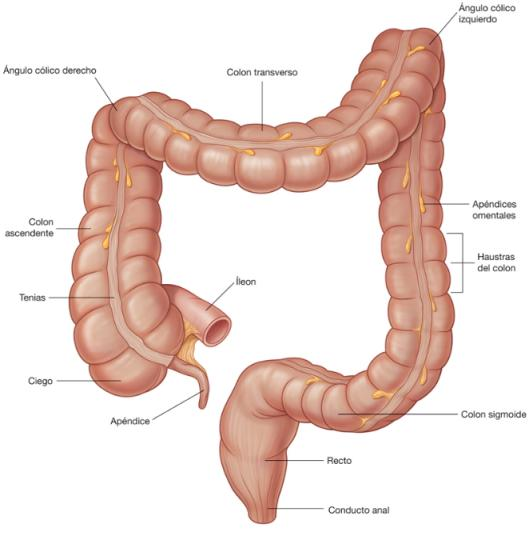 Ángulo cólico
izquierdo
Ángulo cólico derecho
Colon transverso
Apéndices
omentales
Colon
ascendente
Haustras
del colon
Íleon
Tenias
Ciego
Colon sigmoide
Apéndice
Recto
Conducto anal